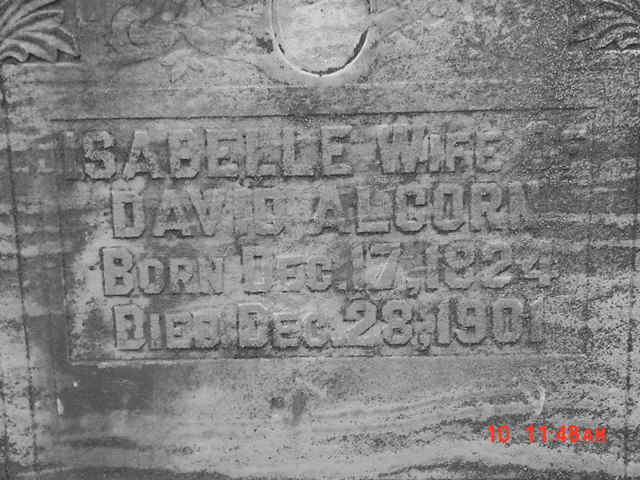 ISABELLE WIFE OF
DAVID ALCORN
BORN DEC. 17, 1824
DIED DEC. 28, 1901
10 11:48AM